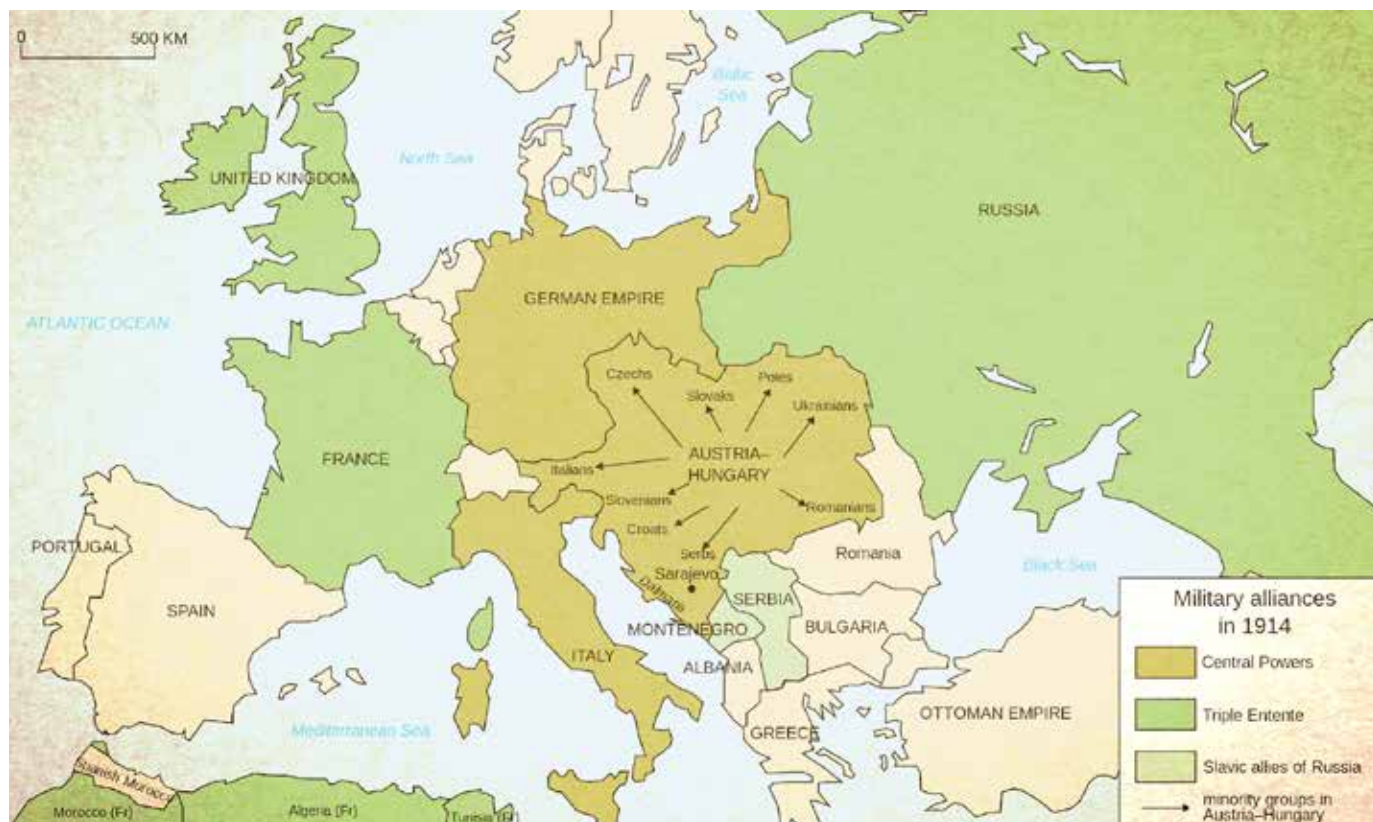 0 500 KM
Baltic
Sea
North Sea
UNITED KINGDOM
RUSSIA
GERMAN EMPIRE
ATLANTIC OCEAN
Czechs
Poles
Slovaks
Ukrainians
FRANCE
AUSTRIA–
HUNGARY
Italians
Slovenians
Romanians
Croats
Serbs
PORTUGAL
Romania
Black Sea
Sarajevo
Dalmatia
SERBIA
SPAIN
MONTENEGRO
BULGARIA
ITALY
ALBANIA
OTTOMAN EMPIRE
GREECE
Mediterranean Sea
Spanish Morocco
Morocco (Fr)
Algeria (Fr)
Tunisia (Fr)
Military alliances
in 1914
Central Powers
Triple Entente
Slavic allies of Russia
minority groups in
Austria–Hungary